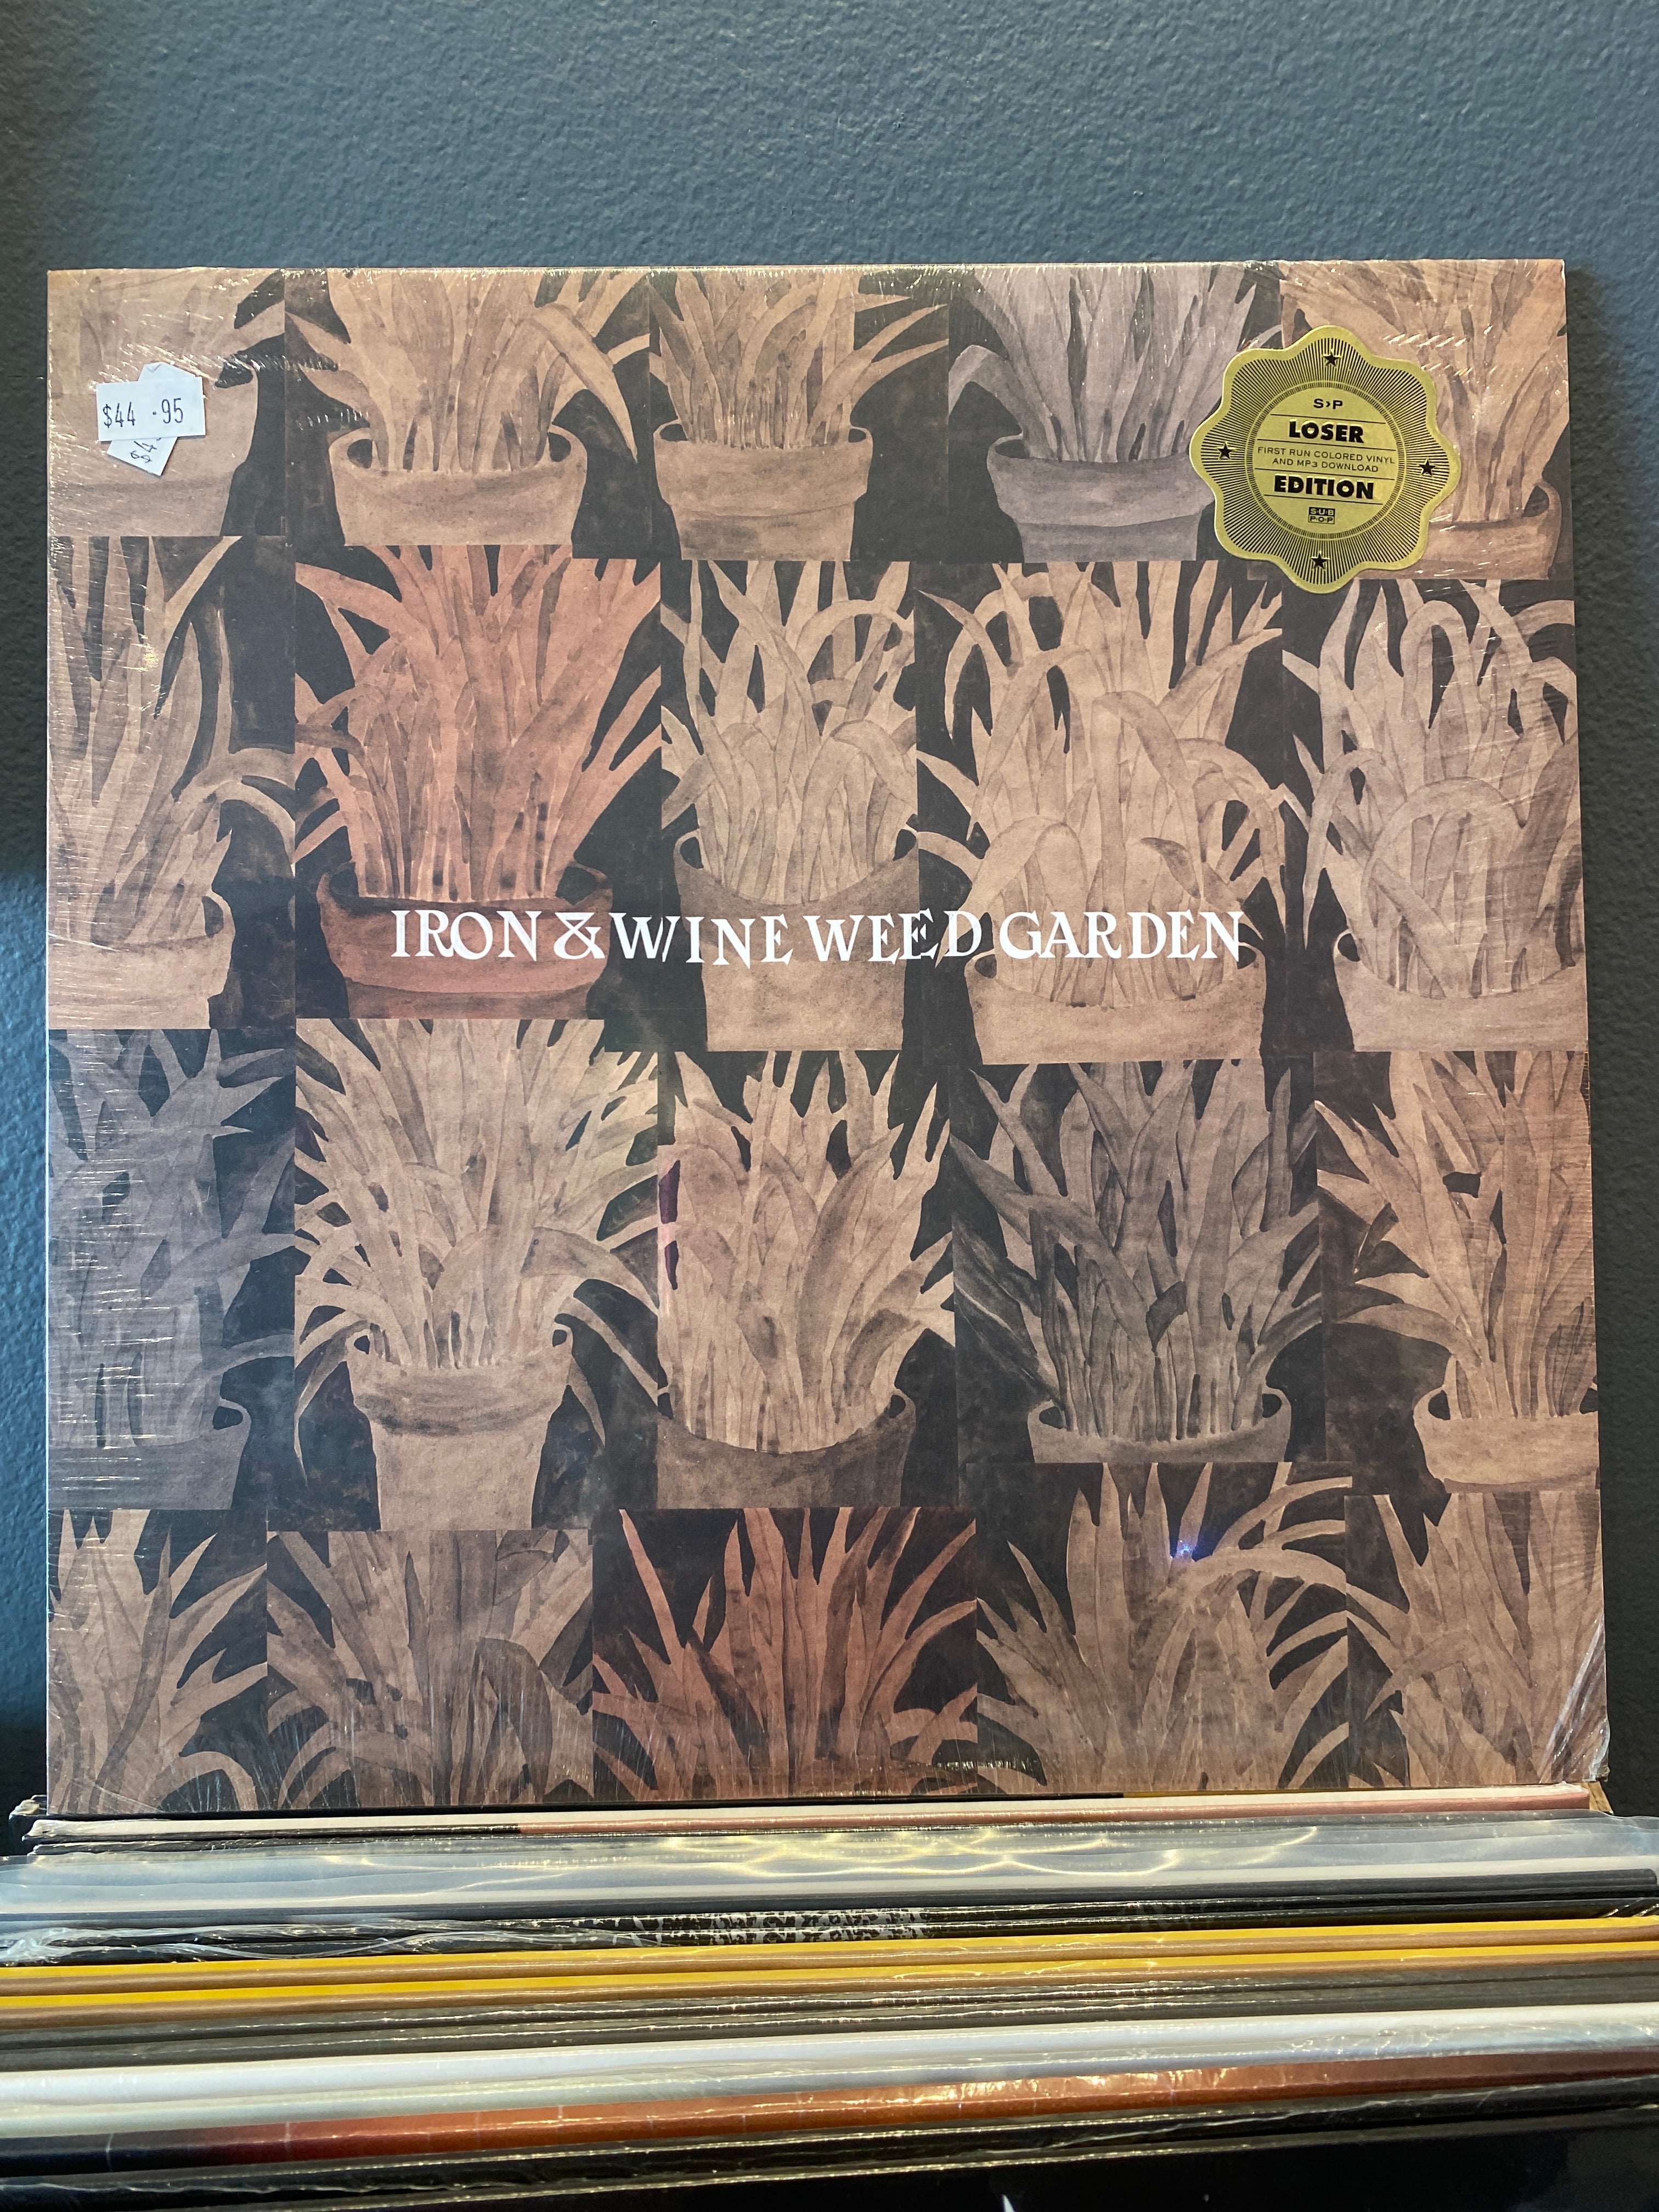 $44.95
S>P
LOSER
FIRST RUN COLORED VINYL
AND MP3 DOWNLOAD
EDITION
SUB
POP
IRON & WINE WEED GARDEN